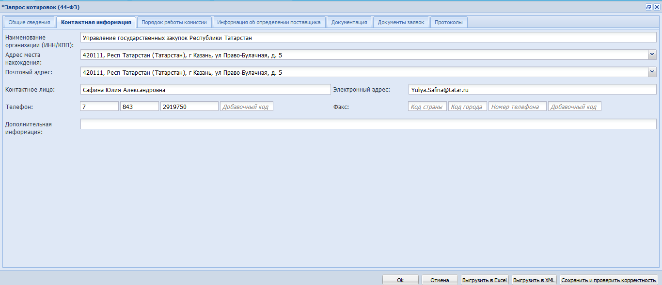 *Запрос котировок (44-ФЗ)
Общие сведения Контактная информация Порядок работы комиссии Информация об определении поставщика Документация Документы заявок Протоколы
Наименование организации (ИНН/КПП): Управление государственных закупок Республики Татарстан
Адрес места нахождения: 420111, Респ Татарстан (Татарстан), г Казань, ул Право-Булачная, д. 5
Почтовый адрес: 420111, Респ Татарстан (Татарстан), г Казань, ул Право-Булачная, д. 5
Контактное лицо: Сафина Юлия Александровна Электронный адрес: Yuliya.Safina@tatar.ru
Телефон: 7 843 2919750 Добавочный код Факс: Код страны Код города Номер телефона Добавочный код
Дополнительная информация:
Ok Отмена Выгрузить в Excel Выгрузить в XML Сохранить и проверить корректность